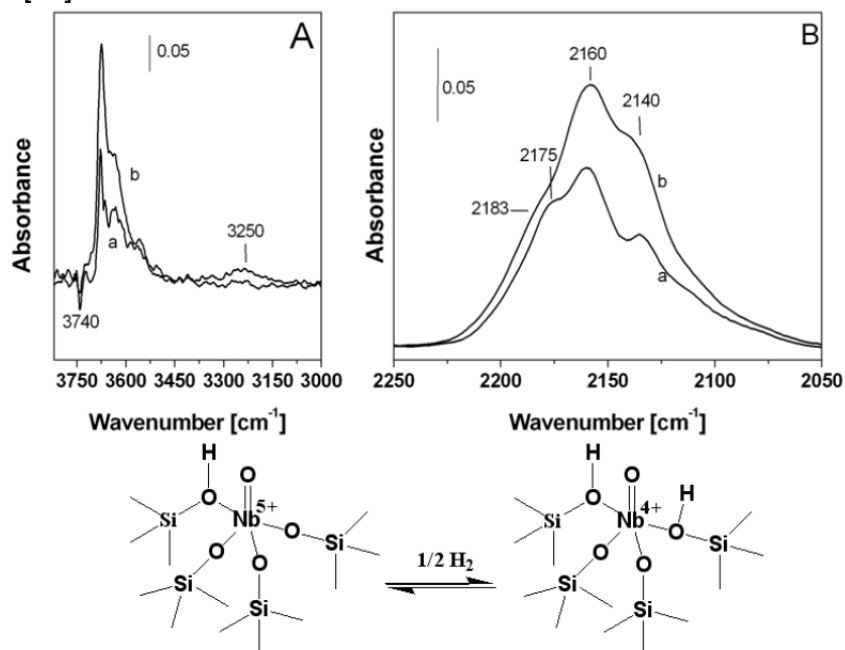 A
0.05
b
a
3250
3740
3750 3600 3450 3300 3150 3000
Absorbance
Wavenumber [cm-1]
B
0.05
2160
2140
2175
2183
b
a
2250 2200 2150 2100 2050
Absorbance
Wavenumber [cm-1]
H O
O Nb5+ O
Si O O Si
Si
Si
1/2 H2
H O H
O Nb4+ O
Si O O Si
Si
Si